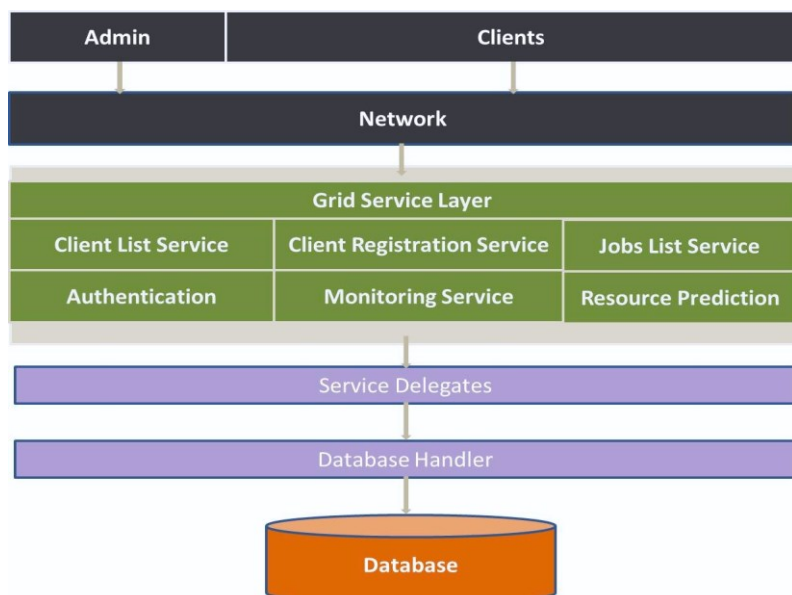 Admin
Clients
Network
Grid Service Layer
Client List Service
Client Registration Service
Jobs List Service
Authentication
Monitoring Service
Resource Prediction
Service Delegates
Database Handler
Database